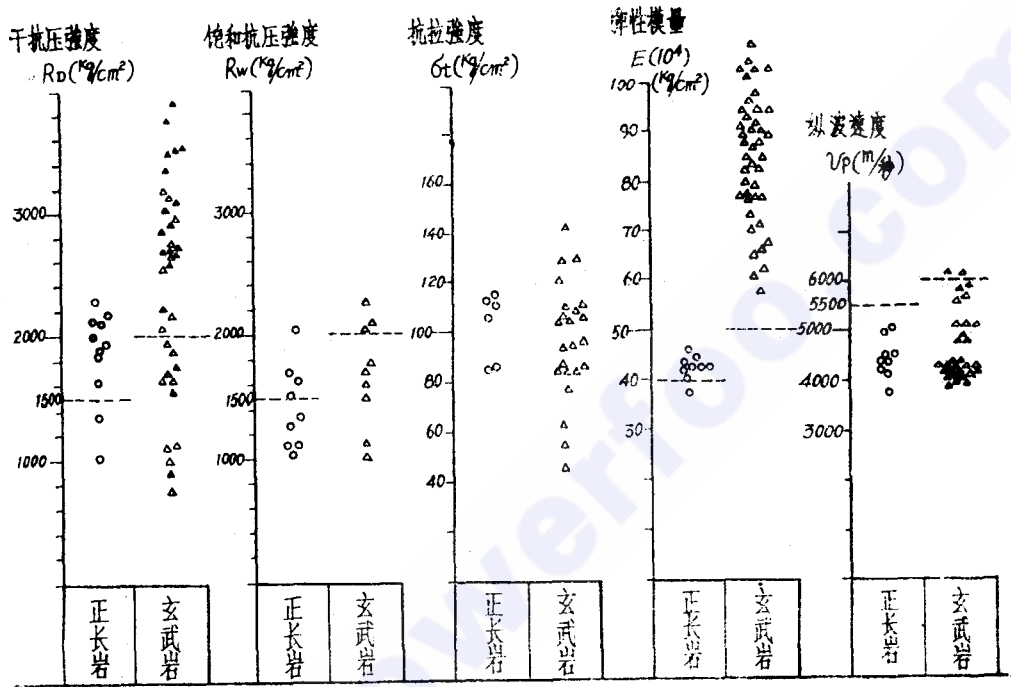 干抗压强度
RD(Kg/cm²)
3000
2000
1500
1000
饱和抗压强度
Rw(Kg/cm²)
3000
2000
1500
1000
抗拉强度
σt(Kg/cm²)
160
140
120
100
80
60
40
弹性模量
E(10⁴)
(Kg/cm²)
100
90
80
70
60
50
40
30
纵波速度
Vp(m/秒)
6000
5500
5000
4000
3000
正长岩
玄武岩
正长岩
玄武岩
正长岩
玄武岩
正长岩
玄武岩
正长岩
玄武岩